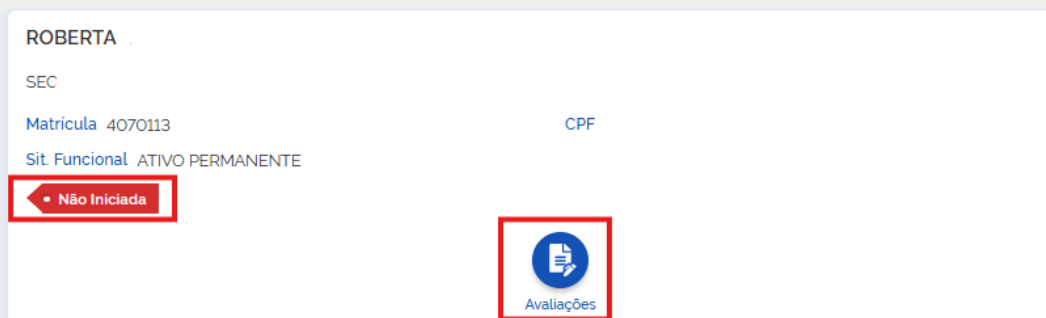 ROBERTA
SEC
Matrícula 4070113 CPF
Sit. Funcional ATIVO PERMANENTE
Não Iniciada
Avaliações